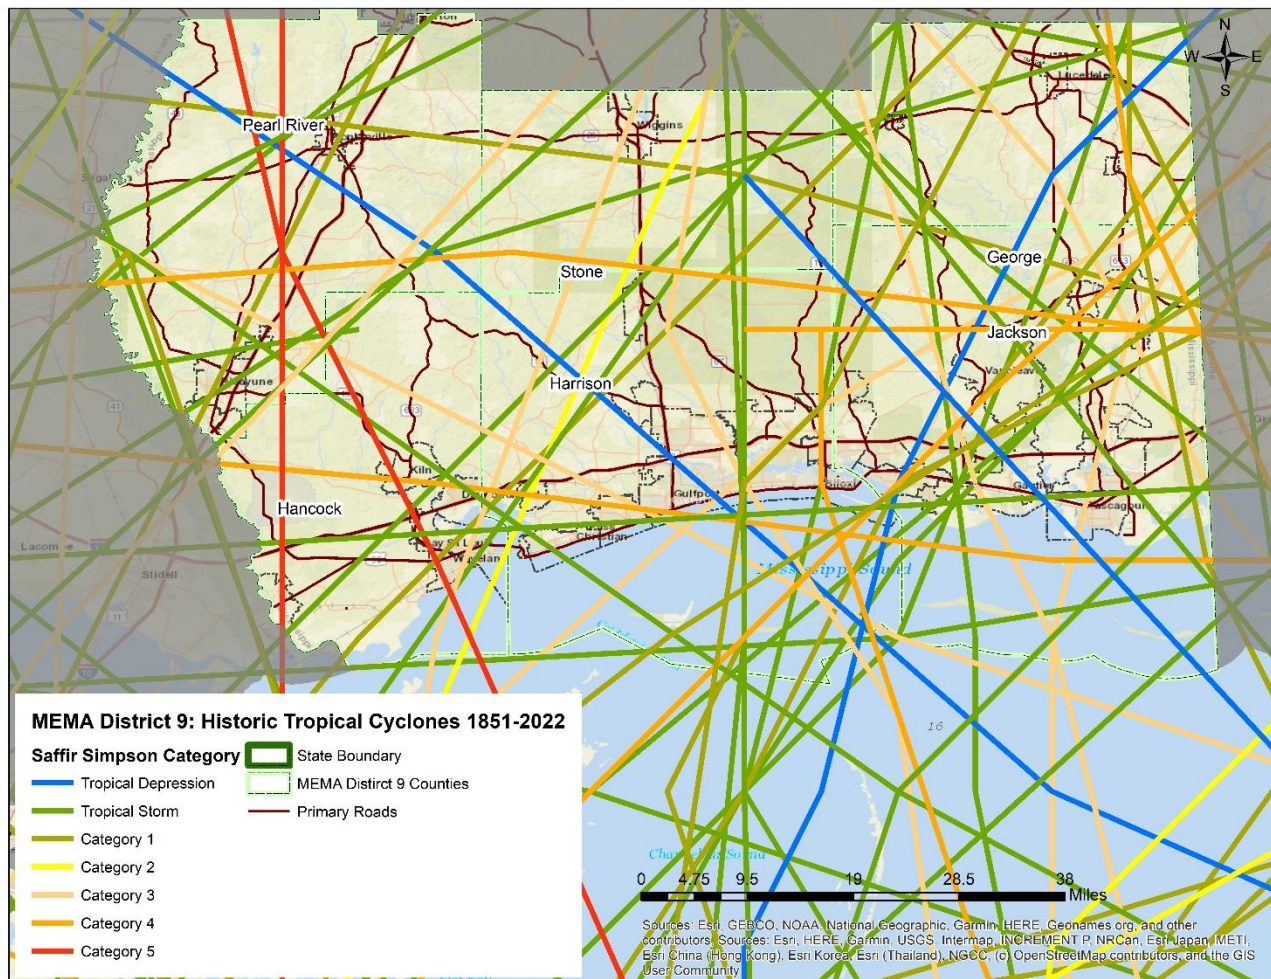 N
W E
S
Lucedale
Pearl River
Wiggins
Stone
George
Jackson
Harrison
Kiln
Gulfport
Biloxi
Hancock
Christian
Lacombe
Slidell
11
41
Mississippi Sound
16
MEMA District 9: Historic Tropical Cyclones 1851-2022
Saffir Simpson Category
State Boundary
Tropical Depression
MEMA Distirct 9 Counties
Tropical Storm
Primary Roads
Category 1
Category 2
Category 3
Category 4
Category 5
0 4.75 9.5 19 28.5 38
Miles
Sources: Esri, GEBCO, NOAA, National Geographic, Garmin, HERE, Geonames.org, and other
contributors, Sources: Esri, HERE, Garmin, USGS, Intermap, INCREMENT P, NRCan, Esri Japan, METI,
Esri China (Hong Kong), Esri Korea, Esri (Thailand), NGCC, (c) OpenStreetMap contributors, and the GIS
User Community